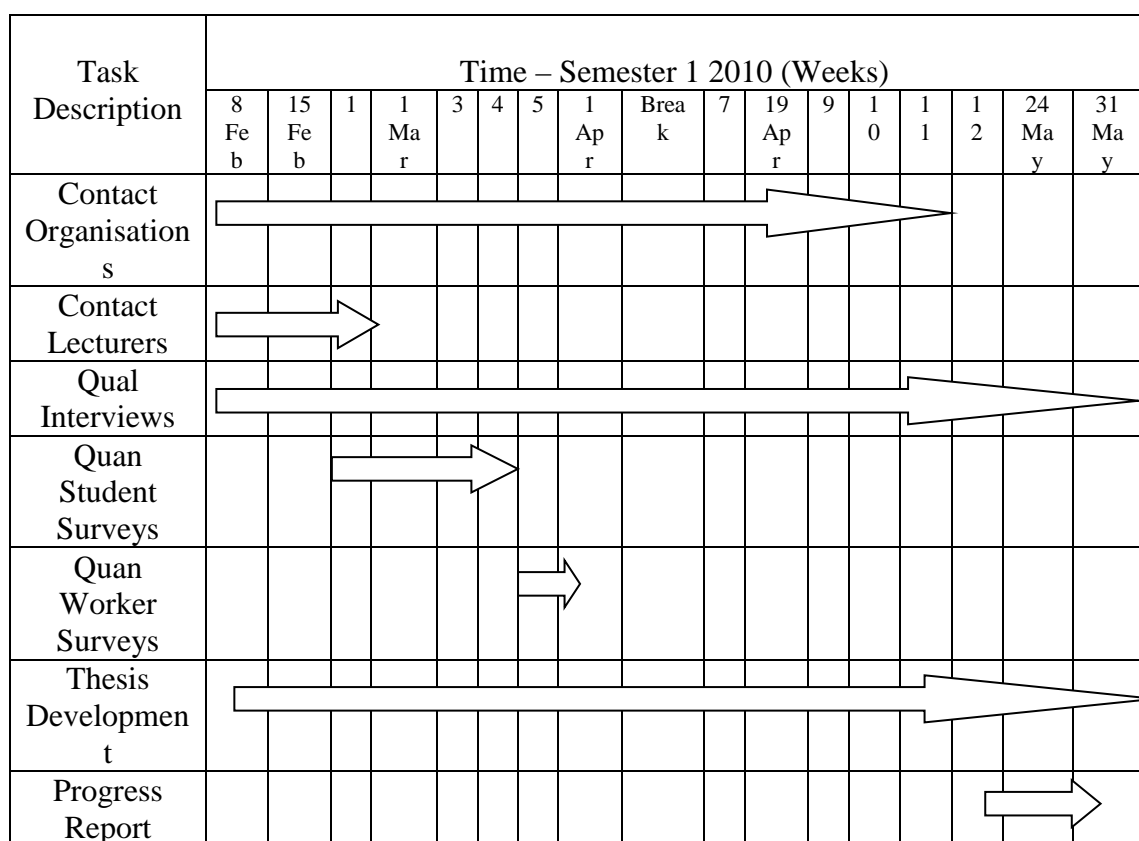 Task
Description
Time – Semester 1 2010 (Weeks)
8 15 1 1 3 4 5 1 Brea 7 19 9 1 1 1 24 31
Fe Fe Ma Ap k Ap 0 1 2 Ma Ma
b b r r r y y
Contact
Organisation
s
Contact
Lecturers
Qual
Interviews
Quan
Student
Surveys
Quan
Worker
Surveys
Thesis
Developmen
t
Progress
Report